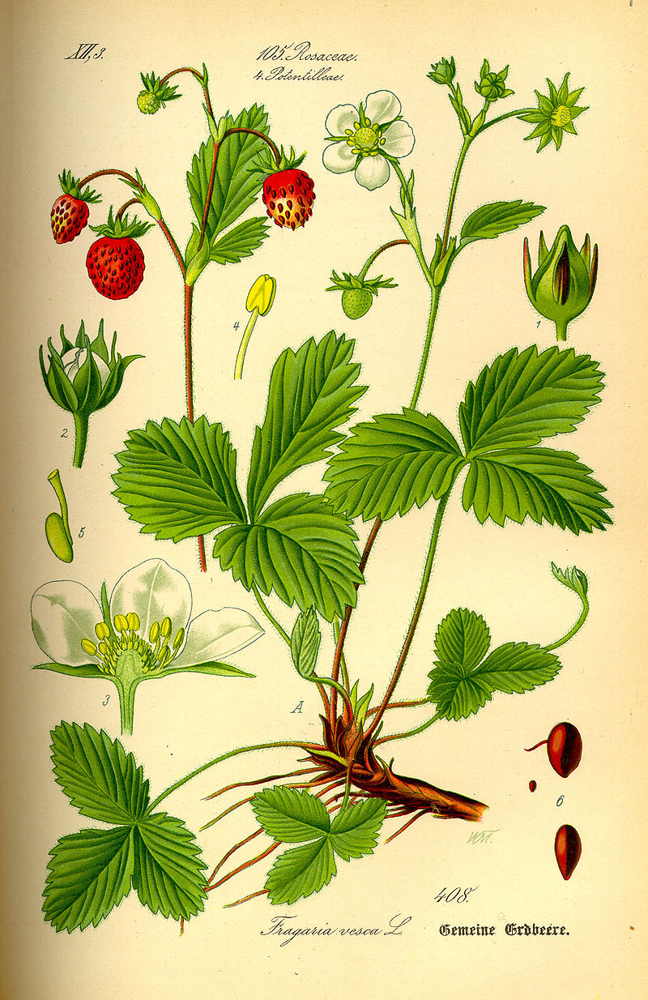 XII, 3.
105. Rosaceae.
4. Potentilleae.
1
4
2
5
3
A
6
W.M.
408.
Fragaria vesca L.
Gemeine Erdbeere.